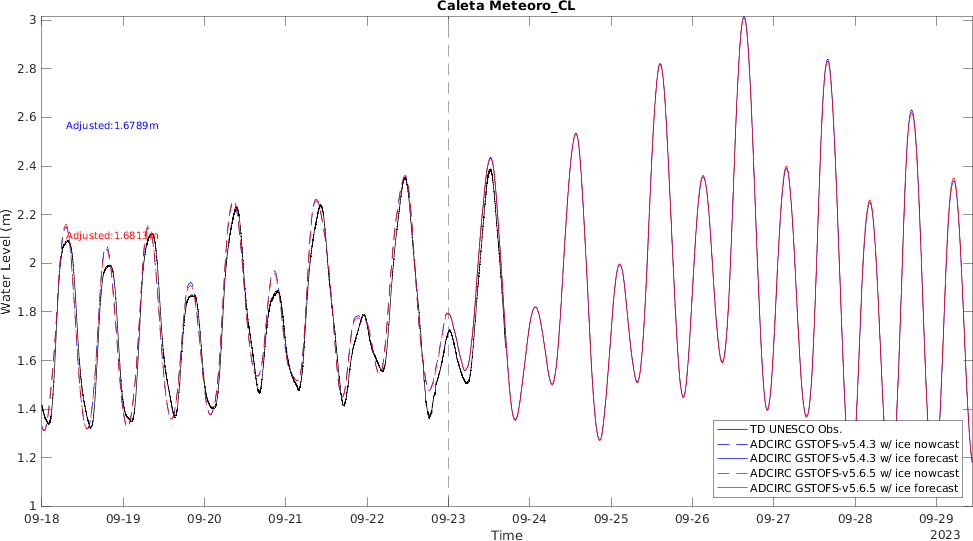 Caleta Meteoro_CL
3
2.8
2.6
2.4
2.2
2
1.8
1.6
1.4
1.2
1
Water Level (m)
Adjusted:1.6789m
Adjusted:1.6813m
TD UNESCO Obs.
ADCIRC GSTOFS-v5.4.3 w/ ice nowcast
ADCIRC GSTOFS-v5.4.3 w/ ice forecast
ADCIRC GSTOFS-v5.6.5 w/ ice nowcast
ADCIRC GSTOFS-v5.6.5 w/ ice forecast
09-18 09-19 09-20 09-21 09-22 09-23 09-24 09-25 09-26 09-27 09-28 09-29
Time 2023